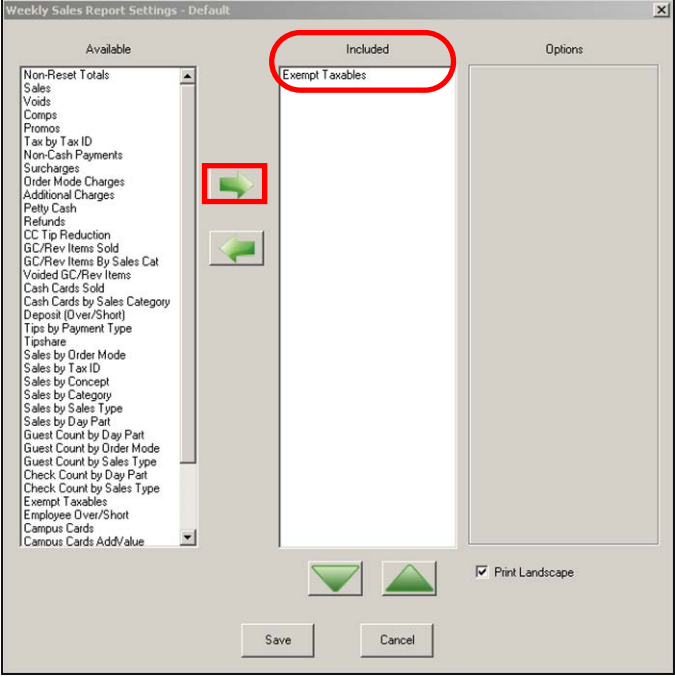 Weekly Sales Report Settings - Default
Available
Included
Options
Non-Reset Totals
Sales
Voids
Comps
Promos
Tax by Tax ID
Non-Cash Payments
Surcharges
Order Mode Charges
Additional Charges
Petty Cash
Refunds
CC Tip Reduction
GC/Rev Items Sold
GC/Rev Items By Sales Cat
Voided GC/Rev Items
Cash Cards Sold
Cash Cards by Sales Category
Deposit (Over/Short)
Tips by Payment Type
Tipshare
Sales by Order Mode
Sales by Tax ID
Sales by Concept
Sales by Category
Sales by Sales Type
Sales by Day Part
Guest Count by Day Part
Guest Count by Order Mode
Guest Count by Sales Type
Check Count by Day Part
Check Count by Sales Type
Exempt Taxables
Employee Over/Short
Campus Cards
Campus Cards AddValue
Exempt Taxables
Print Landscape
Save
Cancel